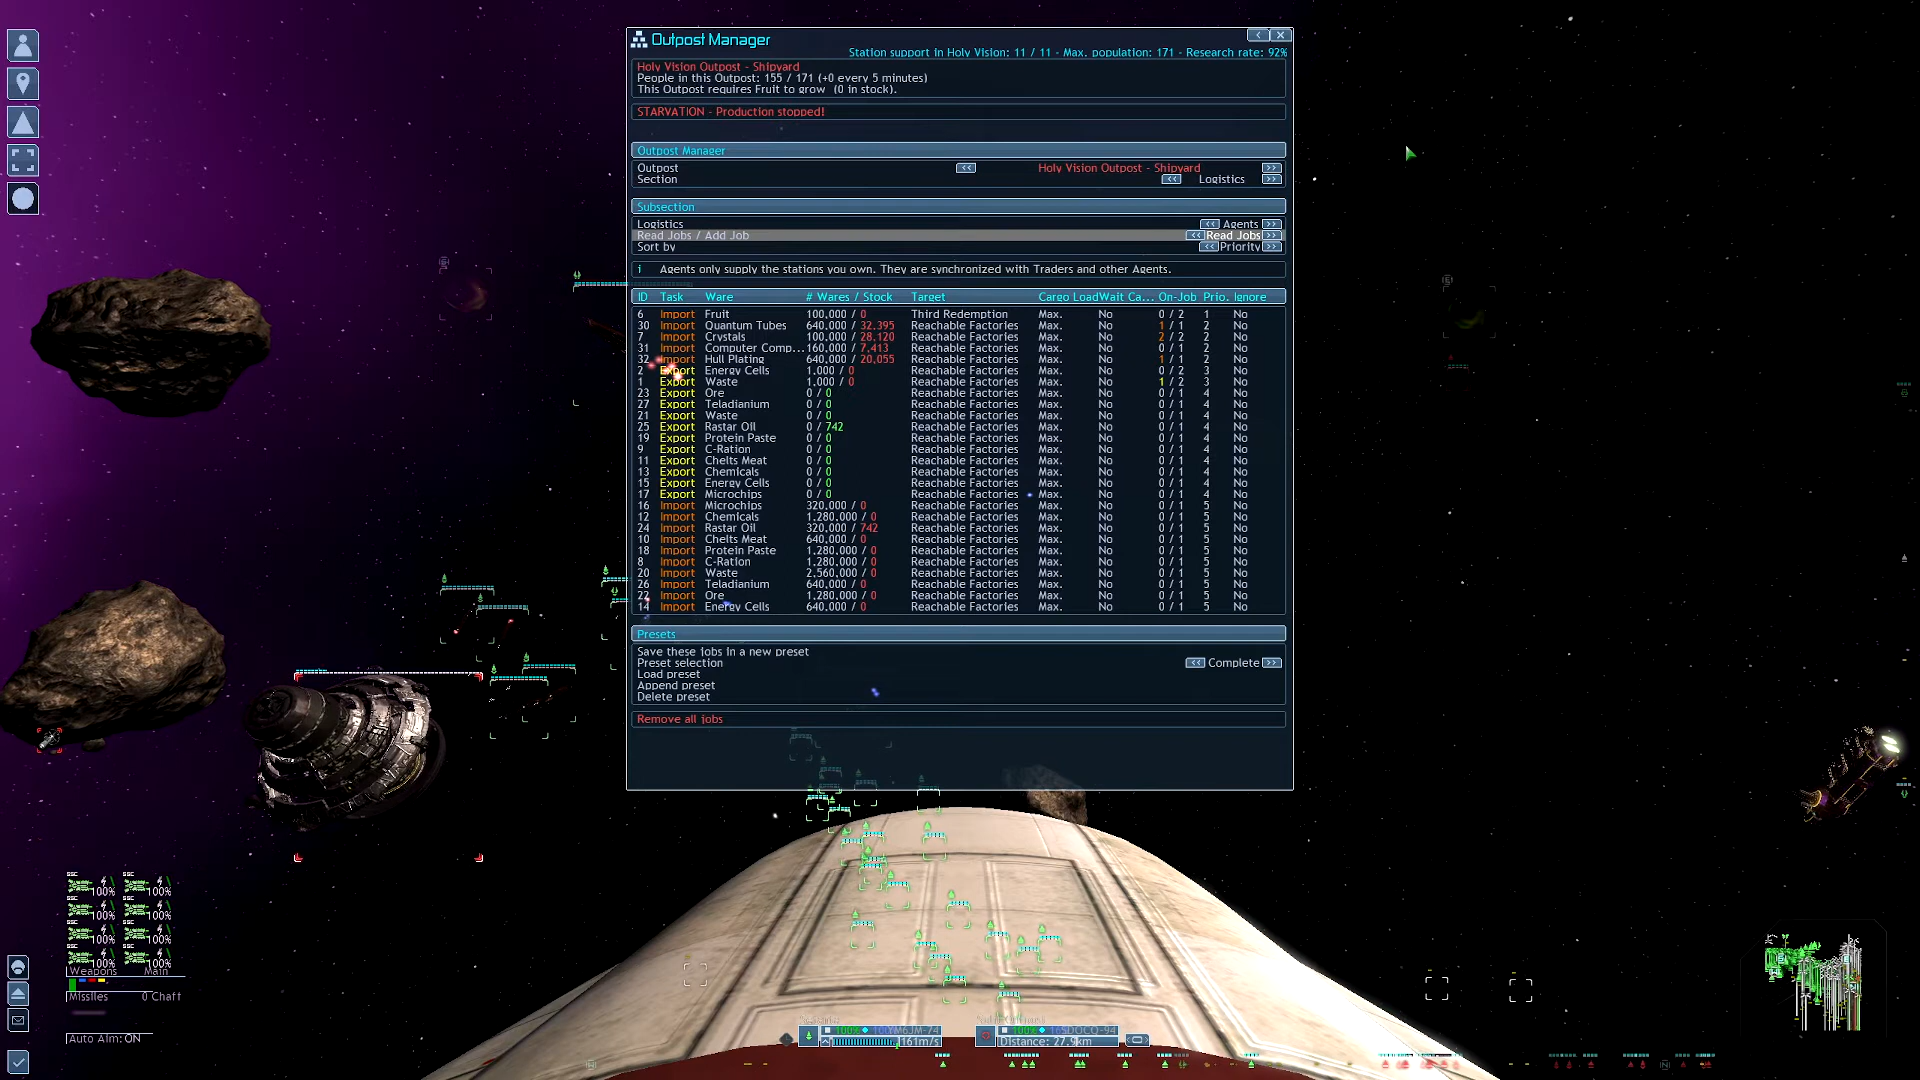 Outpost Manager
Station support in Holy Vision: 11 / 11 - Max. population: 171 - Research rate: 92%
Holy Vision Outpost - Shipyard
People in this Outpost: 155 / 171 (+0 every 5 minutes)
This Outpost requires Fruit to grow (0 in stock).
STARVATION - Production stopped!
Outpost Manager
Outpost << Holy Vision Outpost - Shipyard >>
Section << Logistics >>
Subsection
Logistics << Agents >>
Read Jobs / Add Job << Read Jobs >>
Sort by << Priority >>
i Agents only supply the stations you own. They are synchronized with Traders and other Agents.
ID Task Ware # Wares / Stock Target Cargo Load Wait Ca... On-Job Prio. Ignore
6 Import Fruit 100,000 / 0 Third Redemption Max. No 0 / 2 1 No
30 Import Quantum Tubes 640,000 / 32,395 Reachable Factories Max. No 1 / 1 2 No
7 Import Crystals 100,000 / 28,120 Reachable Factories Max. No 2 / 2 2 No
31 Import Computer Comp... 160,000 / 7,413 Reachable Factories Max. No 0 / 1 2 No
32 Import Hull Plating 640,000 / 20,055 Reachable Factories Max. No 1 / 1 2 No
2 Export Energy Cells 1,000 / 0 Reachable Factories Max. No 0 / 2 3 No
1 Export Waste 1,000 / 0 Reachable Factories Max. No 1 / 2 3 No
23 Export Ore 0 / 0 Reachable Factories Max. No 0 / 1 4 No
27 Export Teladianium 0 / 0 Reachable Factories Max. No 0 / 1 4 No
21 Export Waste 0 / 0 Reachable Factories Max. No 0 / 1 4 No
25 Export Rastar Oil 0 / 742 Reachable Factories Max. No 0 / 1 4 No
19 Export Protein Paste 0 / 0 Reachable Factories Max. No 0 / 1 4 No
9 Export C-Ration 0 / 0 Reachable Factories Max. No 0 / 1 4 No
11 Export Chelts Meat 0 / 0 Reachable Factories Max. No 0 / 1 4 No
13 Export Chemicals 0 / 0 Reachable Factories Max. No 0 / 1 4 No
15 Export Energy Cells 0 / 0 Reachable Factories Max. No 0 / 1 4 No
17 Export Microchips 0 / 0 Reachable Factories Max. No 0 / 1 4 No
16 Import Microchips 320,000 / 0 Reachable Factories Max. No 0 / 1 5 No
12 Import Chemicals 1,280,000 / 0 Reachable Factories Max. No 0 / 1 5 No
24 Import Rastar Oil 320,000 / 742 Reachable Factories Max. No 0 / 1 5 No
10 Import Chelts Meat 640,000 / 0 Reachable Factories Max. No 0 / 1 5 No
18 Import Protein Paste 1,280,000 / 0 Reachable Factories Max. No 0 / 1 5 No
8 Import C-Ration 1,280,000 / 0 Reachable Factories Max. No 0 / 1 5 No
20 Import Waste 2,560,000 / 0 Reachable Factories Max. No 0 / 1 5 No
26 Import Teladianium 640,000 / 0 Reachable Factories Max. No 0 / 1 5 No
22 Import Ore 1,280,000 / 0 Reachable Factories Max. No 0 / 1 5 No
14 Import Energy Cells 640,000 / 0 Reachable Factories Max. No 0 / 1 5 No
Presets
Save these jobs in a new preset
Preset selection << Complete >>
Load preset
Append preset
Delete preset
Remove all jobs
SSC SSC
100% 100%
SSC SSC
100% 100%
SSC SSC
100% 100%
SSC SSC
100% 100%
Weapons Main
Missiles 0 Chaft
Auto Aim: ON
100% YM6JM-74
161m/s
100% SDOCO-94
Distance: 27.9km